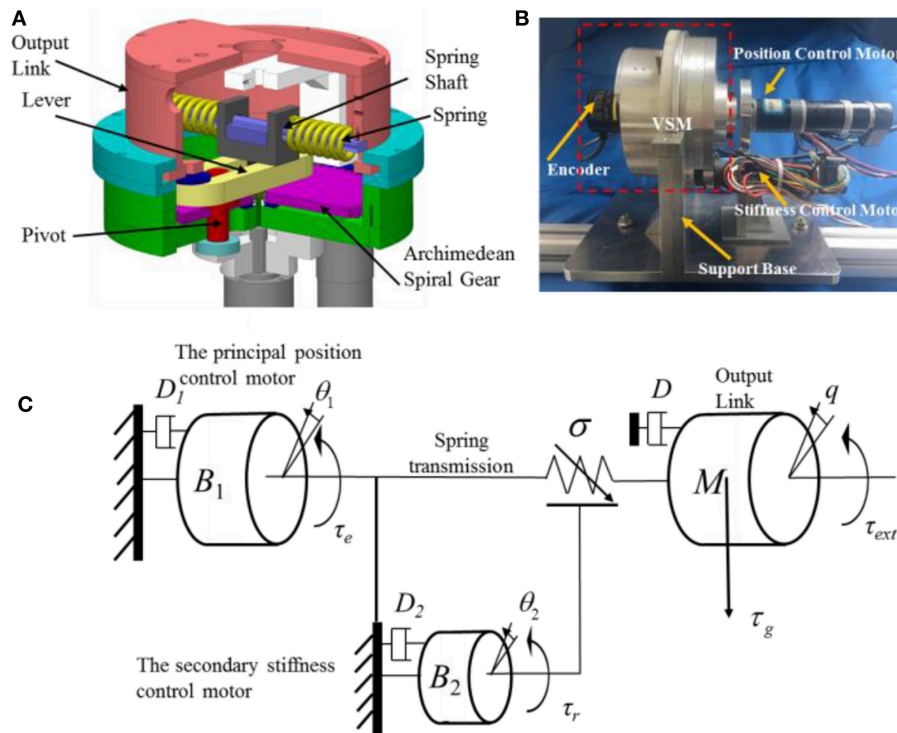 A
Output
Link
Lever
Pivot
Spring
Shaft
Spring
Archimedean
Spiral Gear
B
Position Control Motor
VSM
Encoder
Stiffness Control Motor
Support Base
C
The principal position
control motor
D₁
θ₁
B₁
τₑ
Spring
transmission
σ
D
Output
Link
q
M
τₑₓₜ
τ_g
D₂
θ₂
The secondary stiffness
control motor
B₂
τᵣ